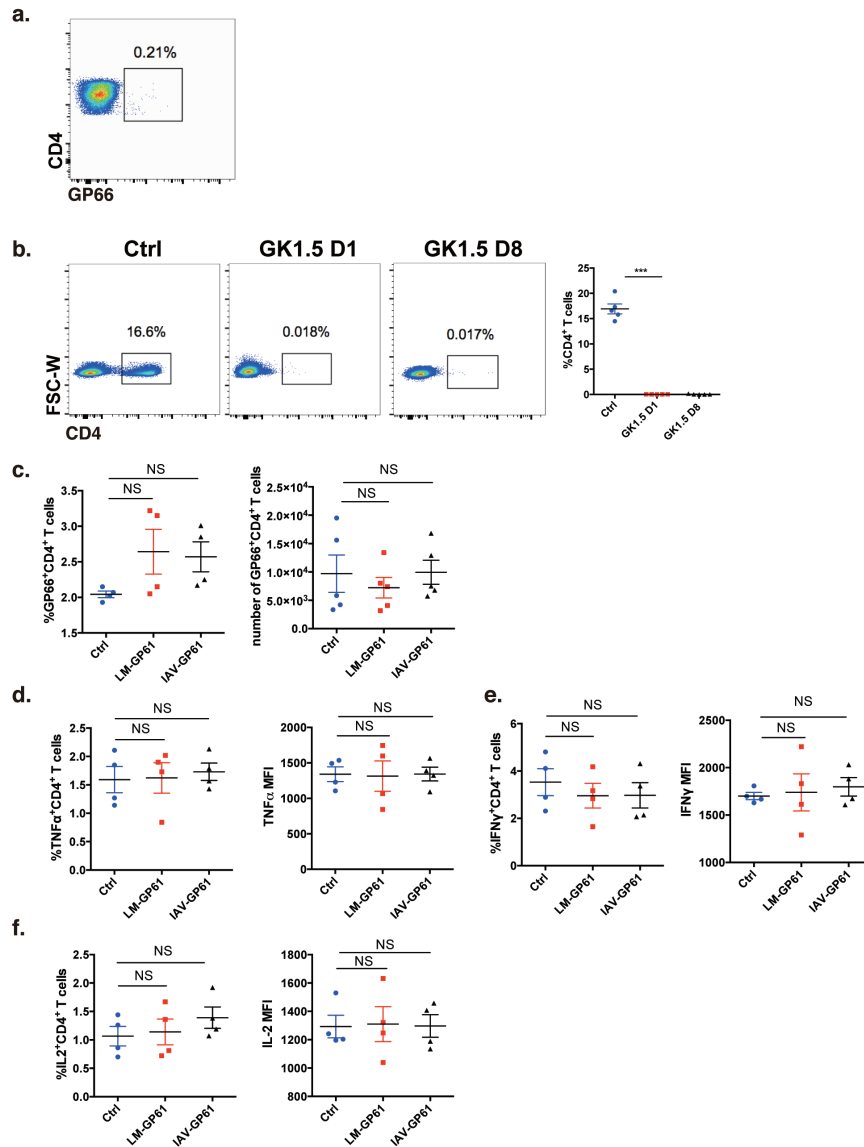 a.
0.21%
CD4
GP66
b.
Ctrl
GK1.5 D1
GK1.5 D8
16.6%
0.018%
0.017%
FSC-W
CD4
%CD4⁺ T cells
25
20
15
10
5
0
***
Ctrl
GK1.5 D1
GK1.5 D8
c.
%GP66⁺CD4⁺ T cells
3.5
3.0
2.5
2.0
1.5
NS
NS
Ctrl
LM-GP61
IAV-GP61
number of GP66⁺CD4⁺ T cells
2.5×10⁴
2.0×10⁴
1.5×10⁴
1.0×10⁴
5.0×10³
0.0
NS
NS
Ctrl
LM-GP61
IAV-GP61
d.
%TNFα⁺CD4⁺ T cells
2.5
2.0
1.5
1.0
0.5
0.0
NS
NS
Ctrl
LM-GP61
IAV-GP61
TNFα MFI
2000
1500
1000
500
0
NS
NS
Ctrl
LM-GP61
IAV-GP61
e.
%IFNγ⁺CD4⁺ T cells
6
4
2
0
NS
NS
Ctrl
LM-GP61
IAV-GP61
IFNγ MFI
2500
2000
1500
1000
NS
NS
Ctrl
LM-GP61
IAV-GP61
f.
%IL2⁺CD4⁺ T cells
2.5
2.0
1.5
1.0
0.5
0.0
NS
NS
Ctrl
LM-GP61
IAV-GP61
IL-2 MFI
1800
1600
1400
1200
1000
800
NS
NS
Ctrl
LM-GP61
IAV-GP61